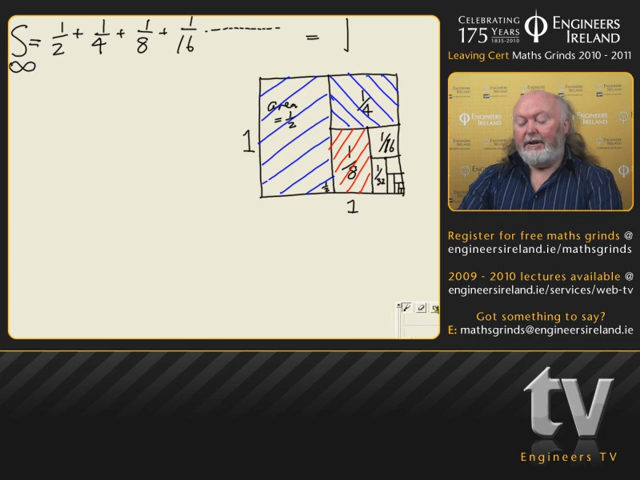 S∞ = 1/2 + 1/4 + 1/8 + 1/16 ............ = 1
area = 1/2
1/4
1
1/8
1/16
1/32
1/2
1
CELEBRATING
175 YEARS
1835-2010
ENGINEERS
IRELAND
Leaving Cert Maths Grinds 2010 - 2011
Register for free maths grinds @
engineersireland.ie/mathsgrinds
2009 - 2010 lectures available @
engineersireland.ie/services/web-tv
Got something to say?
E: mathsgrinds@engineersireland.ie
tv
Engineers TV